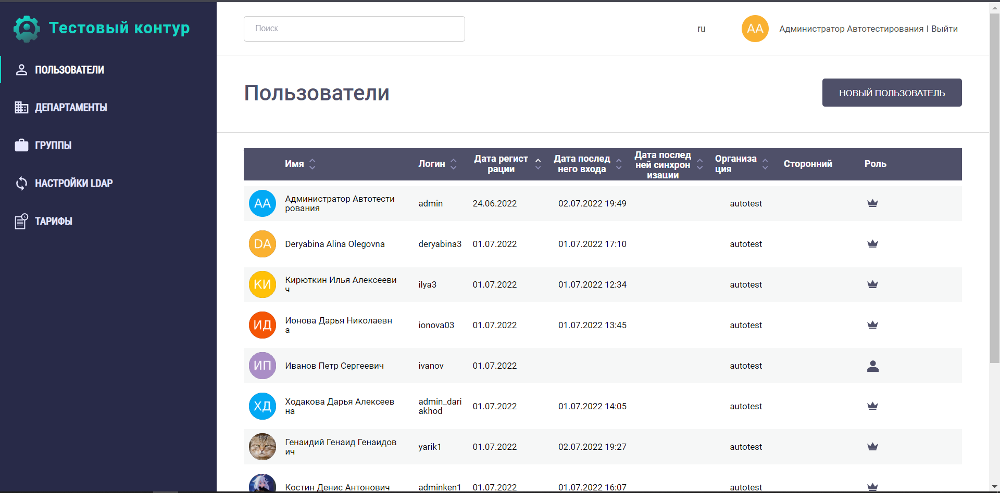 Тестовый контур
Поиск
ru
АА
Администратор Автотестирования | Выйти
ПОЛЬЗОВАТЕЛИ
ДЕПАРТАМЕНТЫ
ГРУППЫ
НАСТРОЙКИ LDAP
ТАРИФЫ
Пользователи
НОВЫЙ ПОЛЬЗОВАТЕЛЬ
Имя
Логин
Дата регист
рации
Дата послед
него входа
Дата послед
ней синхрон
изации
Организа
ция
Сторонний
Роль
АА
Администратор Автотести
рования
admin
24.06.2022
02.07.2022 19:49
autotest
DA
Deryabina Alina Olegovna
deryabina3
01.07.2022
01.07.2022 17:10
autotest
КИ
Кирюткин Илья Алексееви
ч
ilya3
01.07.2022
01.07.2022 12:34
autotest
ИД
Ионова Дарья Николаевн
а
ionova03
01.07.2022
01.07.2022 13:45
autotest
ИП
Иванов Петр Сергеевич
ivanov
01.07.2022
autotest
ХД
Ходакова Дарья Алексеев
на
admin_dari
akhod
01.07.2022
01.07.2022 14:05
autotest
Генаидий Генаид Генаидов
ич
yarik1
01.07.2022
02.07.2022 19:27
autotest
Костин Денис Антонович
adminken1
01.07.2022
01.07.2022 16:07
autotest